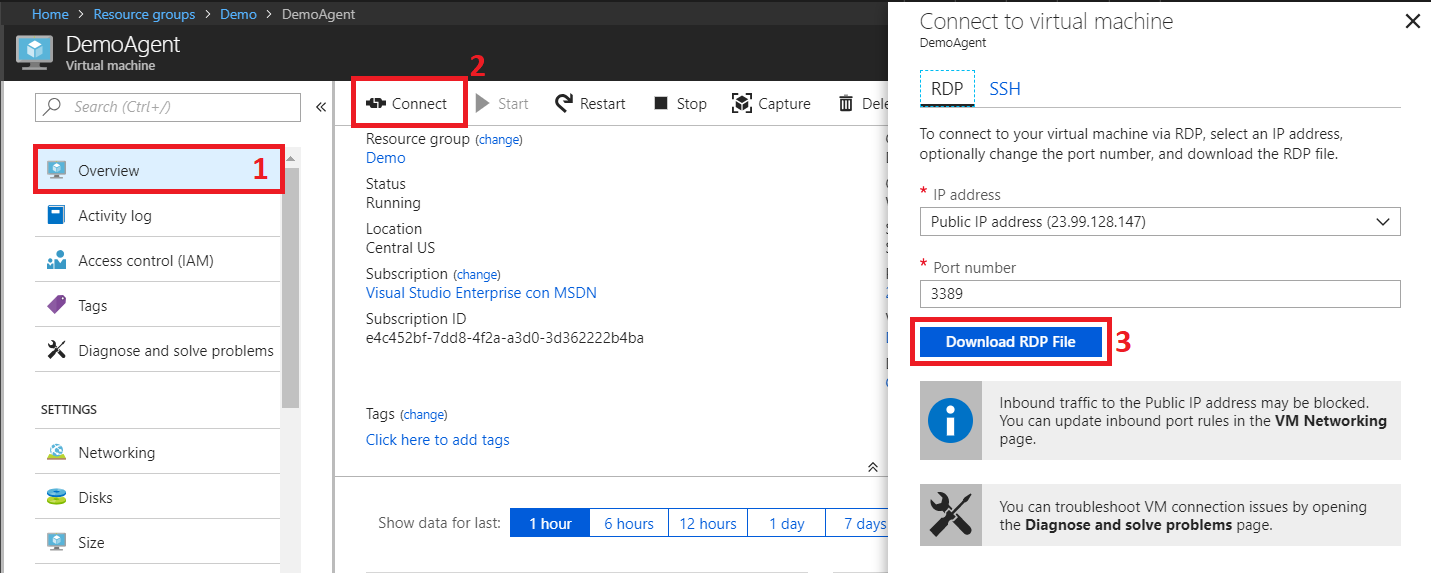 Home > Resource groups > Demo > DemoAgent
DemoAgent
Virtual machine
Search (Ctrl+/)
«
Overview
1
Activity log
Access control (IAM)
Tags
Diagnose and solve problems
SETTINGS
Networking
Disks
Size
2
Connect
Start
Restart
Stop
Capture
Dele
Resource group (change)
Demo
Status
Running
Location
Central US
Subscription (change)
Visual Studio Enterprise con MSDN
Subscription ID
e4c452bf-7dd8-4f2a-a3d0-3d362222b4ba
Tags (change)
Click here to add tags
Show data for last:
1 hour
6 hours
12 hours
1 day
7 days
Connect to virtual machine
DemoAgent
RDP
SSH
To connect to your virtual machine via RDP, select an IP address,
optionally change the port number, and download the RDP file.
* IP address
Public IP address (23.99.128.147)
* Port number
3389
Download RDP File
3
Inbound traffic to the Public IP address may be blocked.
You can update inbound port rules in the VM Networking
page.
You can troubleshoot VM connection issues by opening
the Diagnose and solve problems page.